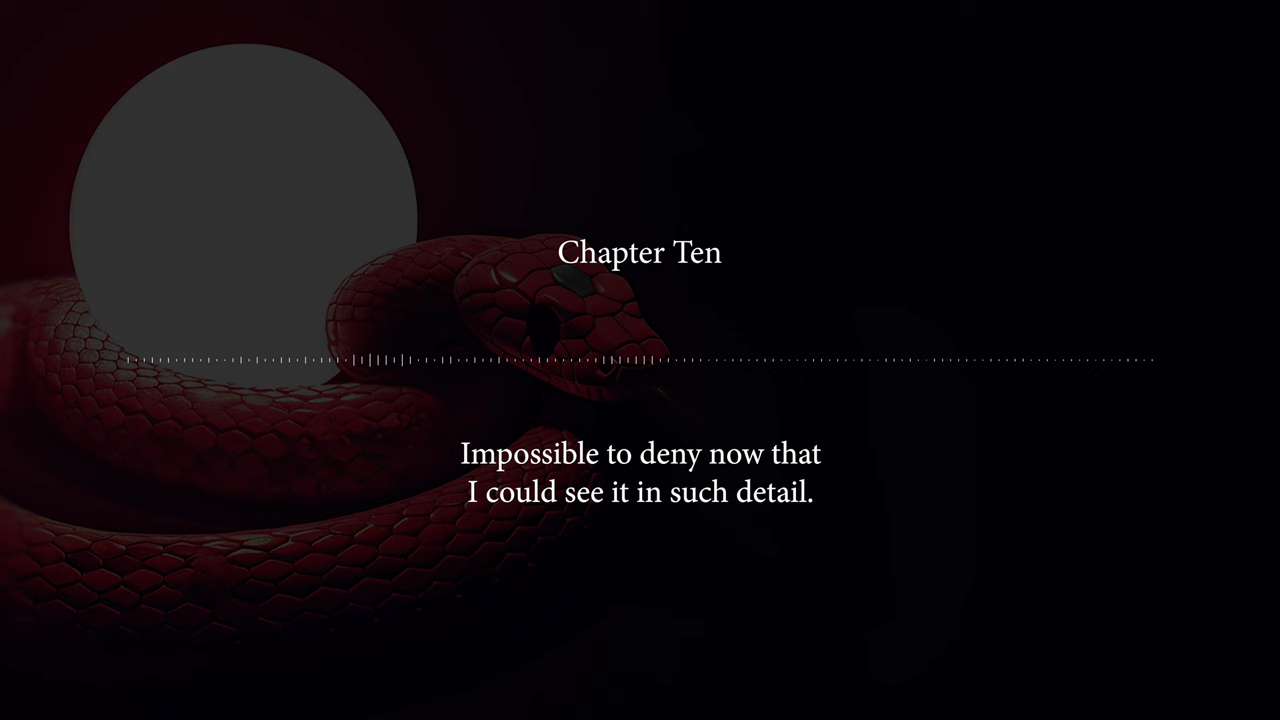 Chapter Ten
Impossible to deny now that
I could see it in such detail.